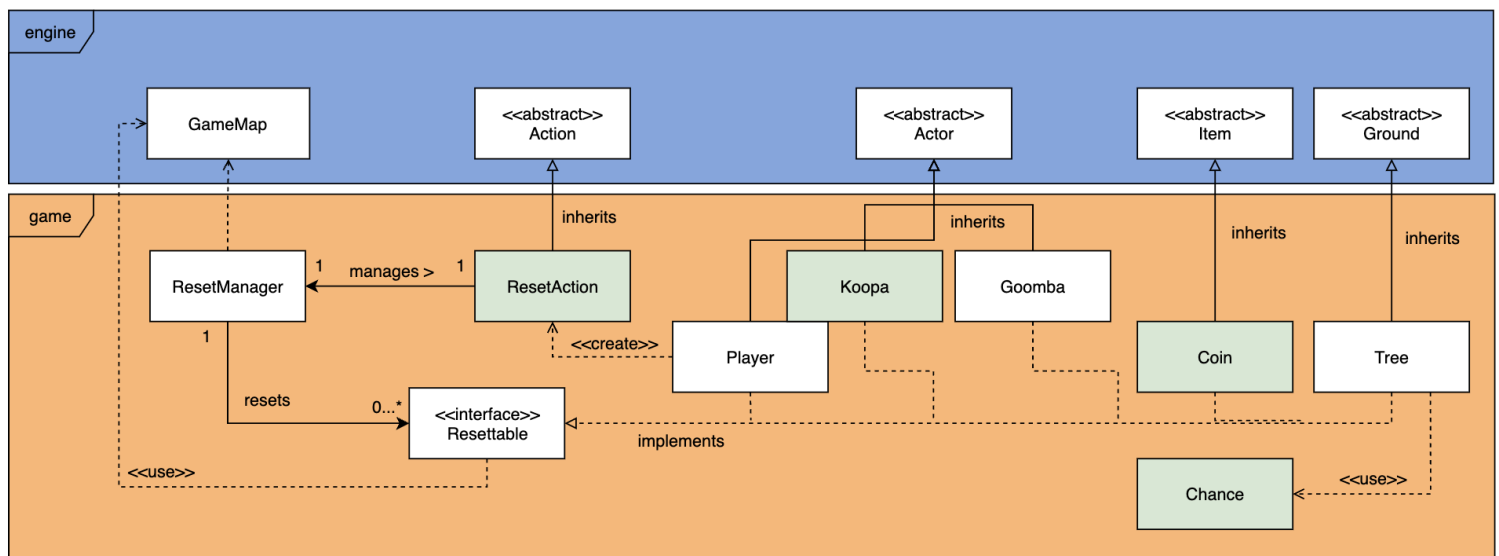 engine
GameMap
<<abstract>>
Action
<<abstract>>
Actor
<<abstract>>
Item
<<abstract>>
Ground
game
inherits
inherits
inherits
inherits
ResetManager
1
manages >
1
ResetAction
Koopa
Goomba
1
<<create>>
Player
Coin
Tree
resets
0...*
<<interface>>
Resettable
implements
<<use>>
Chance
<<use>>